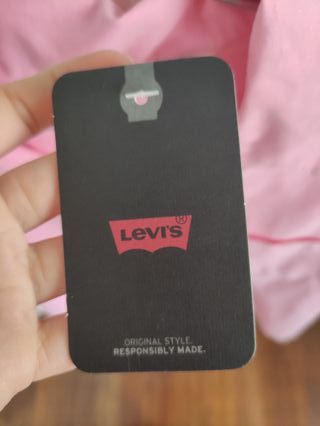 Levi's®
ORIGINAL STYLE.
RESPONSIBLY MADE.